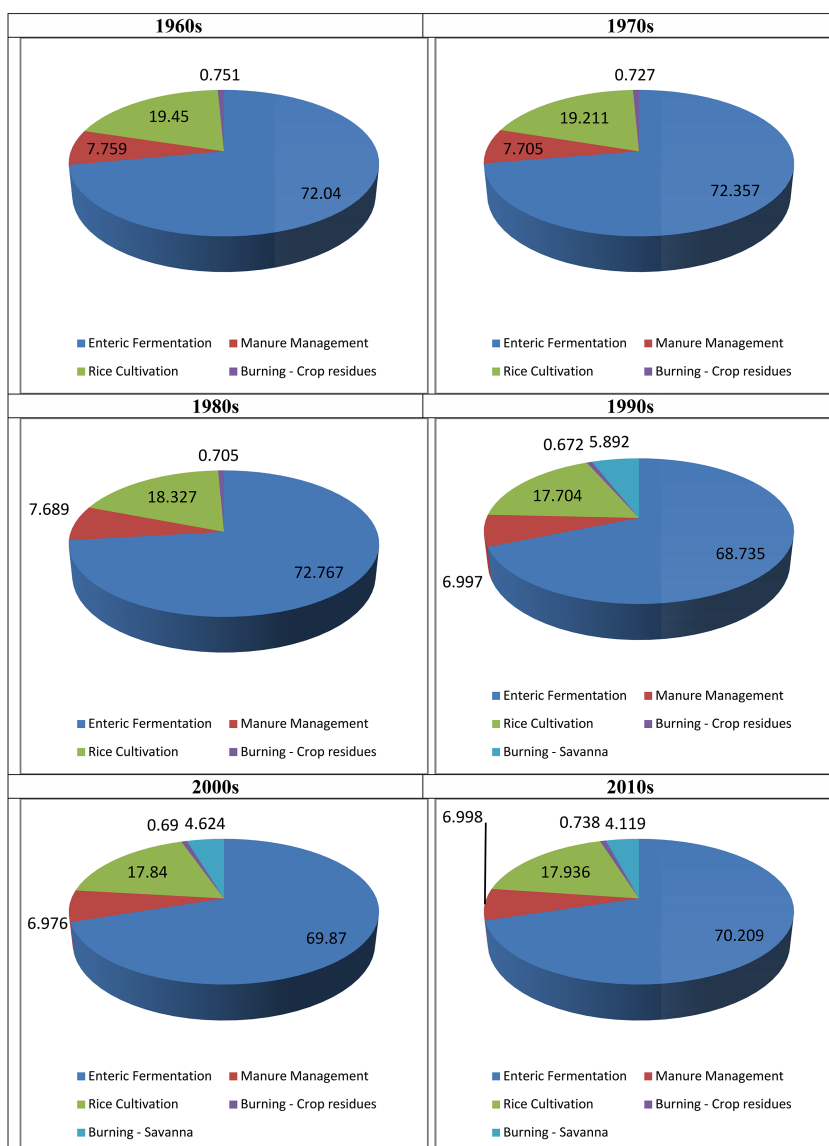 1960s 1970s
0.751
19.45
7.759
72.04
Enteric Fermentation Manure Management
Rice Cultivation Burning - Crop residues
0.727
19.211
7.705
72.357
Enteric Fermentation Manure Management
Rice Cultivation Burning - Crop residues
1980s 1990s
0.705
18.327
7.689
72.767
Enteric Fermentation Manure Management
Rice Cultivation Burning - Crop residues
0.672 5.892
17.704
68.735
6.997
Enteric Fermentation Manure Management
Rice Cultivation Burning - Crop residues
Burning - Savanna
2000s 2010s
0.69 4.624
17.84
6.976
69.87
Enteric Fermentation Manure Management
Rice Cultivation Burning - Crop residues
Burning - Savanna
6.998 0.738 4.119
17.936
70.209
Enteric Fermentation Manure Management
Rice Cultivation Burning - Crop residues
Burning - Savanna